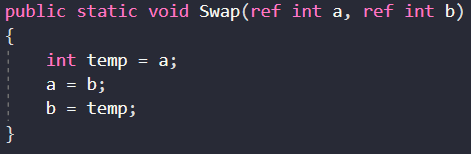 public static void Swap(ref int a, ref int b)
{
    int temp = a;
    a = b;
    b = temp;
}